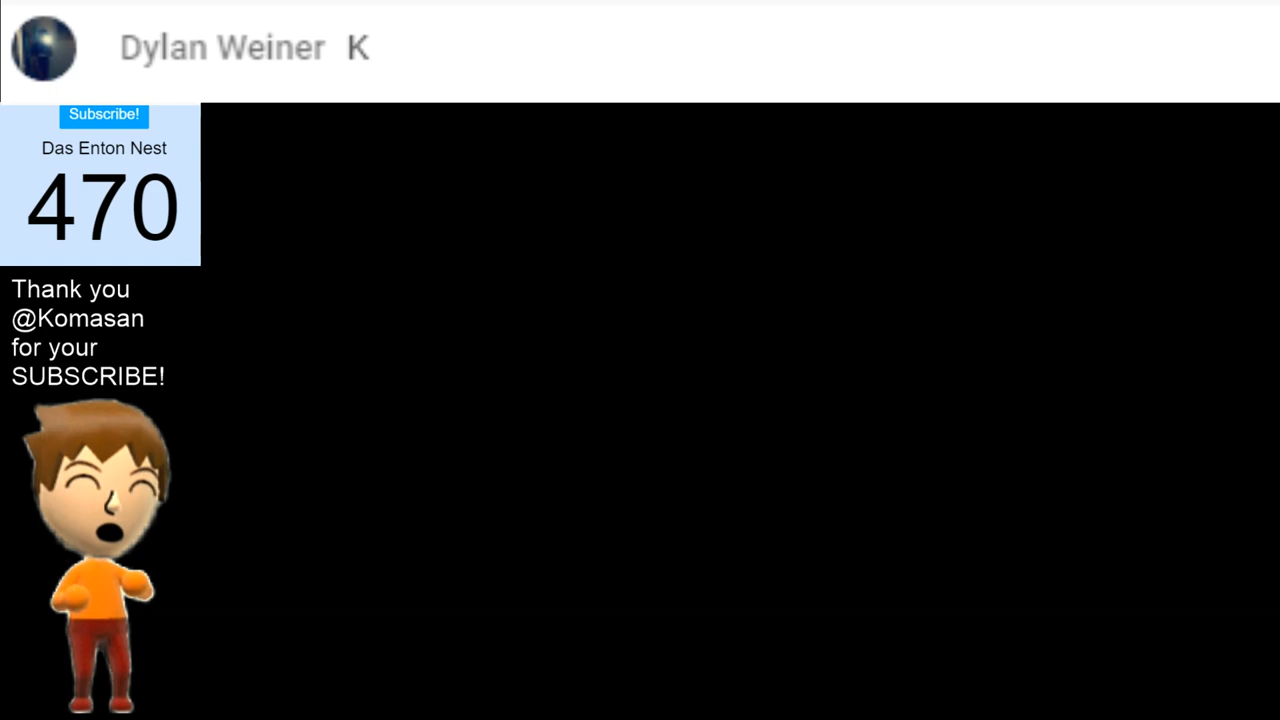 Dylan Weiner K
Subscribe!
Das Enton Nest
470
Thank you
@Komasan
for your
SUBSCRIBE!